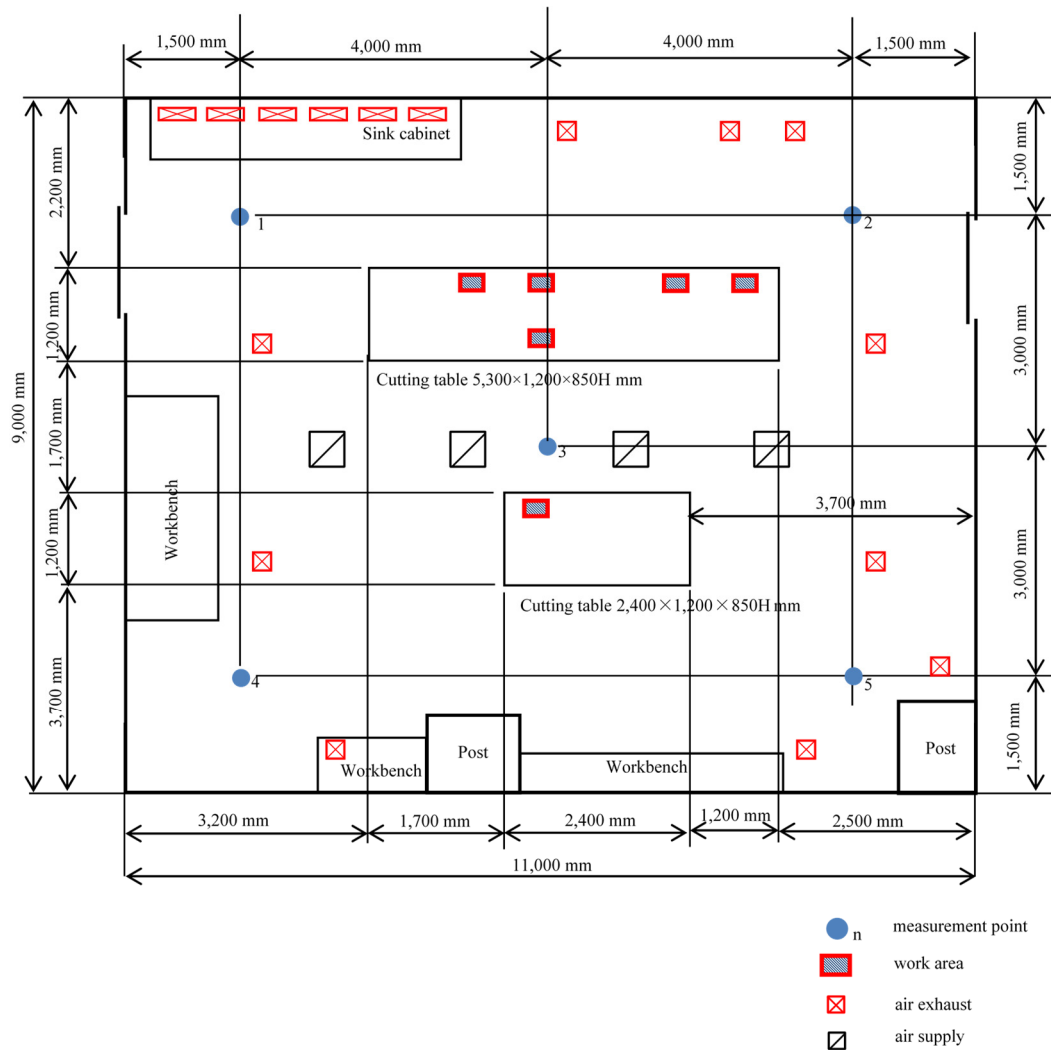 1,500 mm
4,000 mm
4,000 mm
1,500 mm
Sink cabinet
2,200 mm
1,500 mm
1
2
1,200 mm
3,000 mm
Cutting table 5,300×1,200×850H mm
9,000 mm
1,700 mm
3
Workbench
3,700 mm
1,200 mm
3,000 mm
Cutting table 2,400×1,200×850H mm
3,700 mm
4
5
1,500 mm
Post
Post
Workbench
Workbench
3,200 mm
1,700 mm
2,400 mm
1,200 mm
2,500 mm
11,000 mm
n
measurement point
work area
air exhaust
air supply